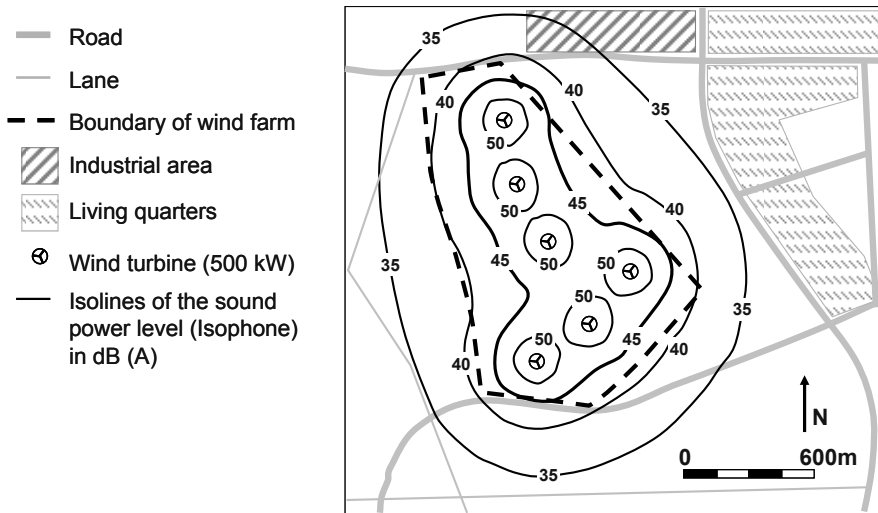 Road
Lane
Boundary of wind farm
Industrial area
Living quarters
Wind turbine (500 kW)
Isolines of the sound
power level (Isophone)
in dB (A)
35
40
40
35
50
50
45
40
35
45
50
50
50
35
50
45
40
40
35
N
0
600m